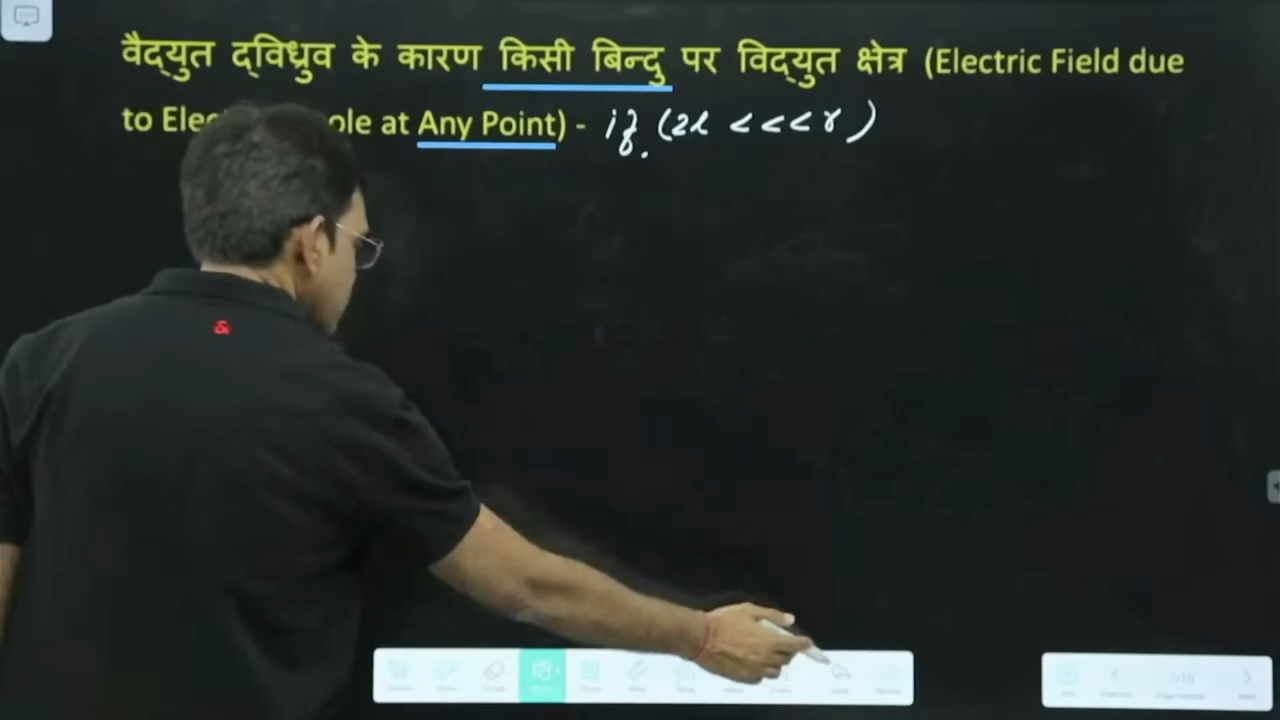 वैद्युत द्विध्रुव के कारण किसी बिन्दु पर विद्युत क्षेत्र (Electric Field due
to Ele ole at Any Point) - if (2l <<< r)
&